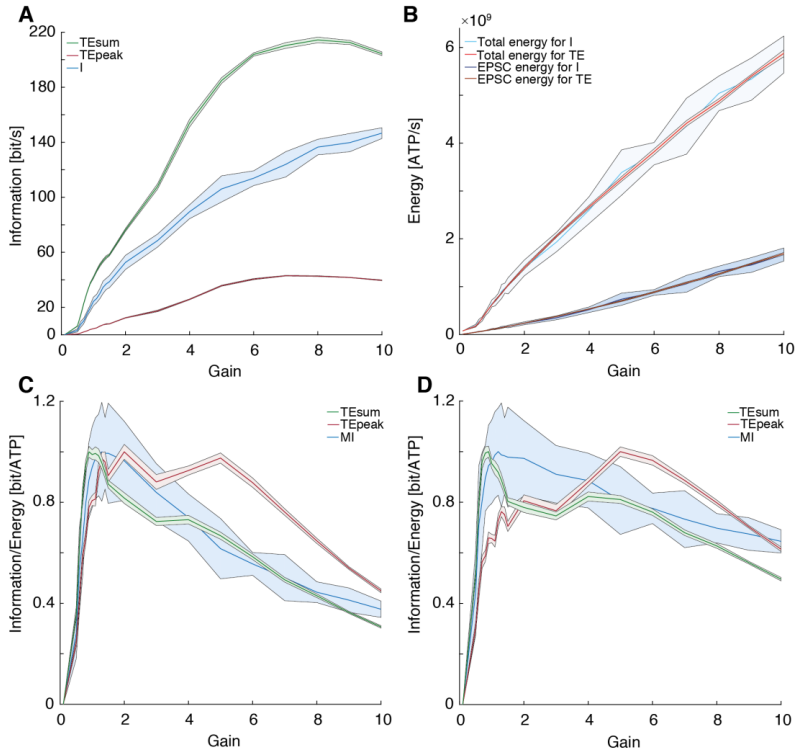 A
TEsum
TEpeak
I
Information [bit/s]
220
180
140
100
60
20
0
0
2
4
6
8
10
Gain
B
×10⁹
Total energy for I
Total energy for TE
EPSC energy for I
EPSC energy for TE
Energy [ATP/s]
6
4
2
0
0
2
4
6
8
10
Gain
C
TEsum
TEpeak
MI
Information/Energy [bit/ATP]
1.2
0.8
0.4
0
0
2
4
6
8
10
Gain
D
TEsum
TEpeak
MI
Information/Energy [bit/ATP]
1.2
0.8
0.4
0
0
2
4
6
8
10
Gain